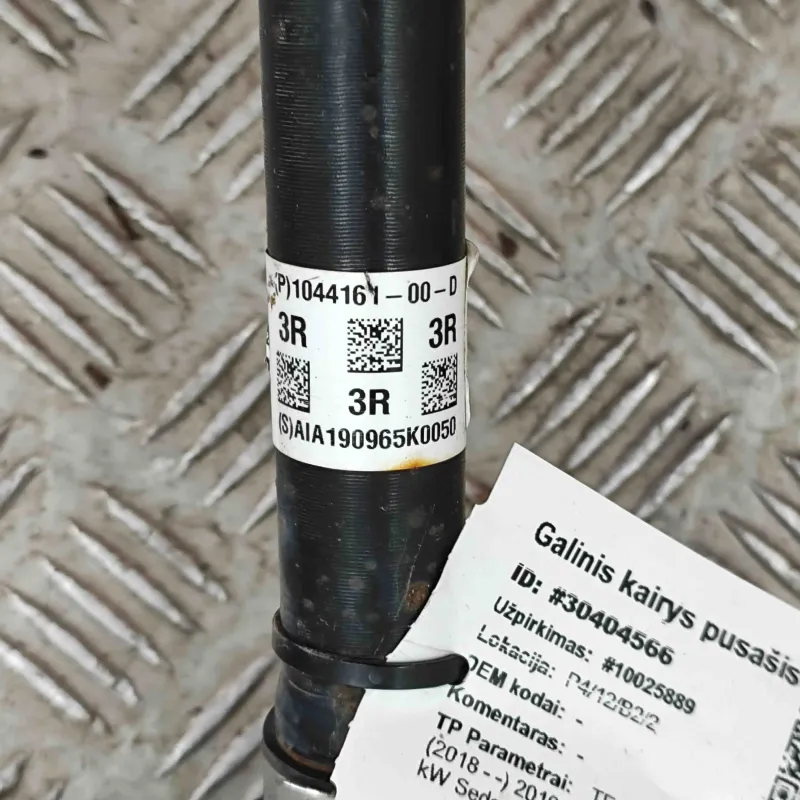 (P)1044161-00-D
3R 3R
3R
(S)AIA190965K0050
Galinis kairys pusašis
ID: #30404566
Užpirkimas: #10025889
Lokacija: P4/12/B2/2
OEM kodai: -
Komentaras: -
TP Parametrai:
(2018 --)
kW